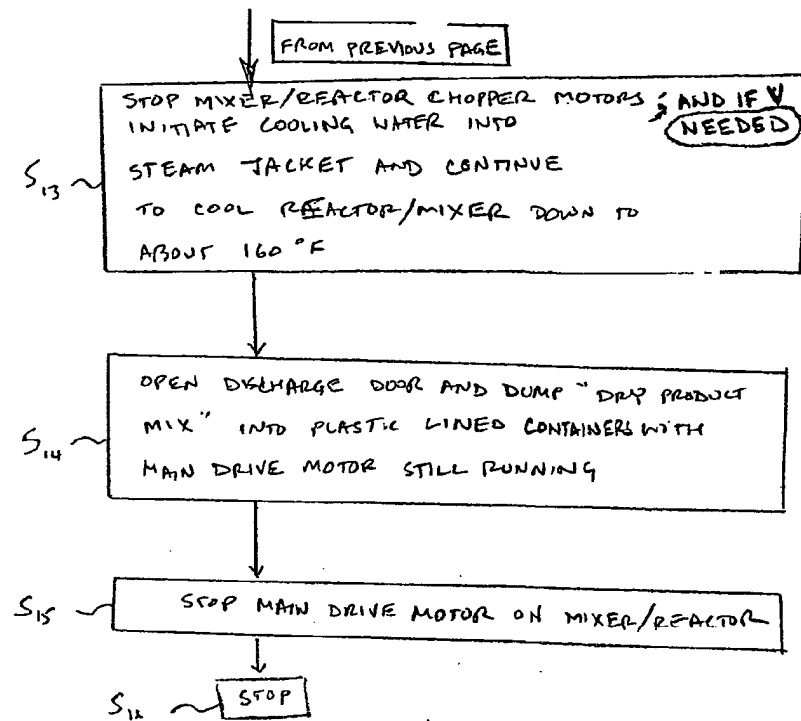 FROM PREVIOUS PAGE
STOP MIXER/REACTOR CHOPPER MOTORS ; AND IF
INITIATE COOLING WATER INTO NEEDED
S13 STEAM JACKET AND CONTINUE
TO COOL REACTOR/MIXER DOWN TO
ABOUT 160 °F
OPEN DISCHARGE DOOR AND DUMP "DRY PRODUCT
S14 MIX" INTO PLASTIC LINED CONTAINERS WITH
MAIN DRIVE MOTOR STILL RUNNING
S15 STOP MAIN DRIVE MOTOR ON MIXER/REACTOR
STOP